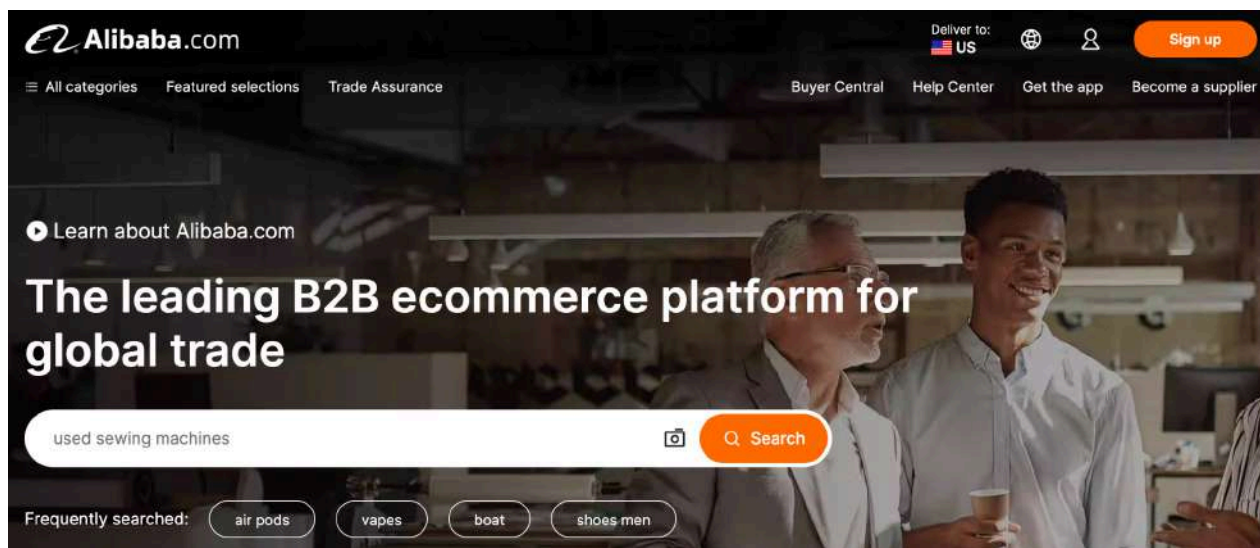 Alibaba.com
Deliver to:
US
Sign up
All categories
Featured selections
Trade Assurance
Buyer Central
Help Center
Get the app
Become a supplier
Learn about Alibaba.com
The leading B2B ecommerce platform for
global trade
used sewing machines
Search
Frequently searched:
air pods
vapes
boat
shoes men